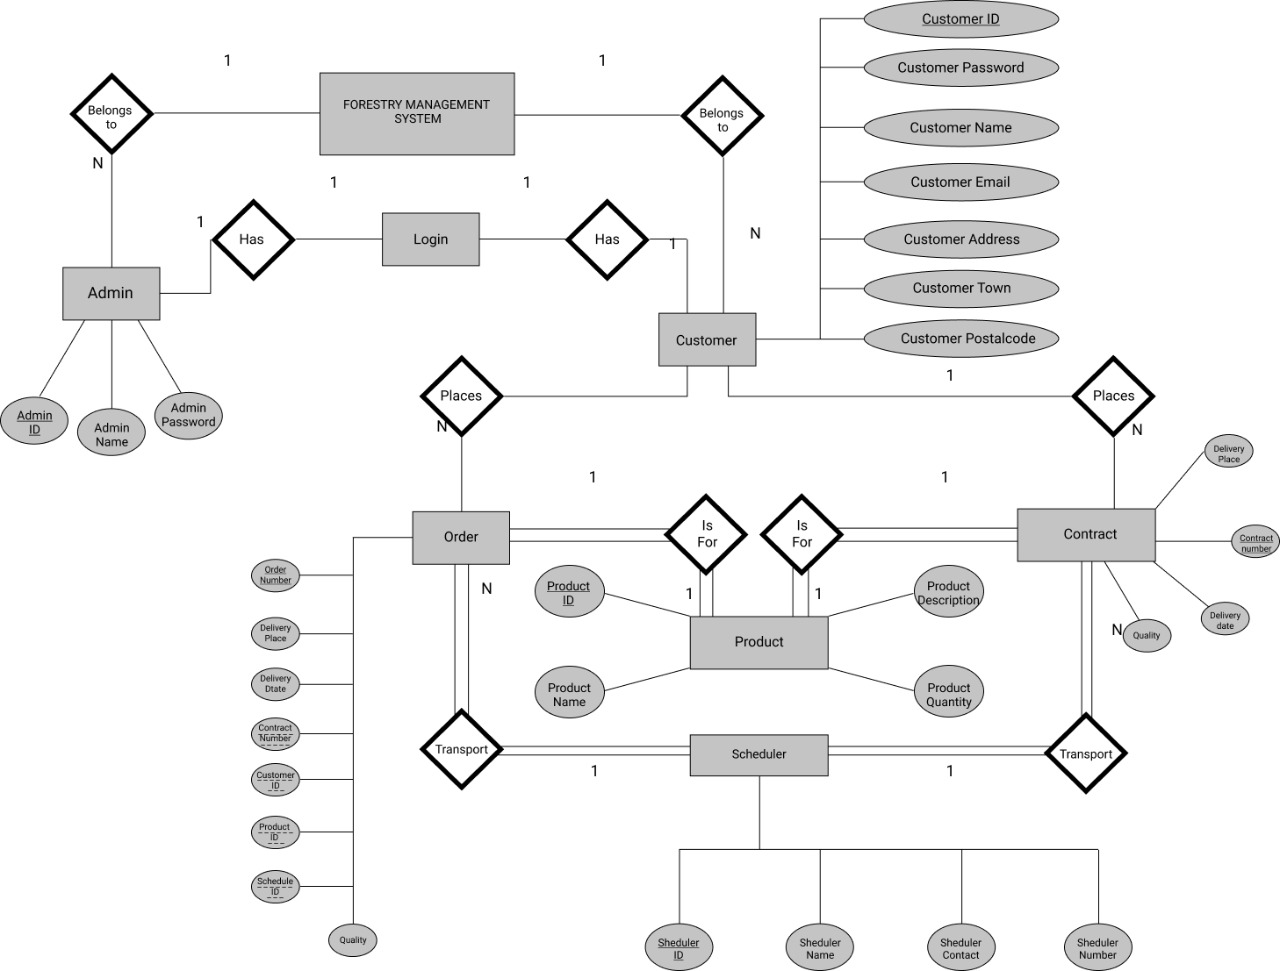 Customer ID
1
1
Customer Password
FORESTRY MANAGEMENT
SYSTEM
Belongs
to
Belongs
to
Customer Name
N
1
1
Customer Email
1
Has
Login
Has
1
N
Customer Address
Admin
Customer Town
Customer
Customer Postalcode
1
Places
Places
N
N
Admin
ID
Admin
Name
Admin
Password
Delivery
Place
1
1
Order
Is
For
Is
For
Contract
Contract
number
Order
Number
N
Product
ID
1
1
Product
Description
Delivery
date
N
Quality
Delivery
Place
Product
Delivery
Dtate
Product
Name
Product
Quantity
Contract
Number
Transport
Scheduler
Transport
1
1
Customer
ID
Product
ID
Schedule
ID
Quality
Sheduler
ID
Sheduler
Name
Sheduler
Contact
Sheduler
Number